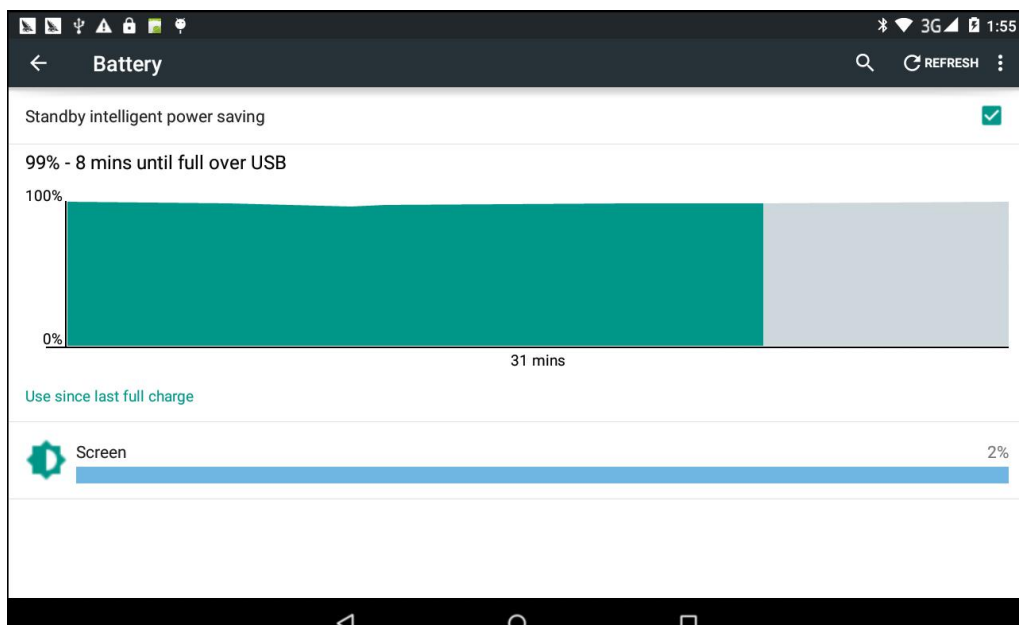 3G 1:55
Battery REFRESH
Standby intelligent power saving
99% - 8 mins until full over USB
100%
0%
31 mins
Use since last full charge
Screen 2%